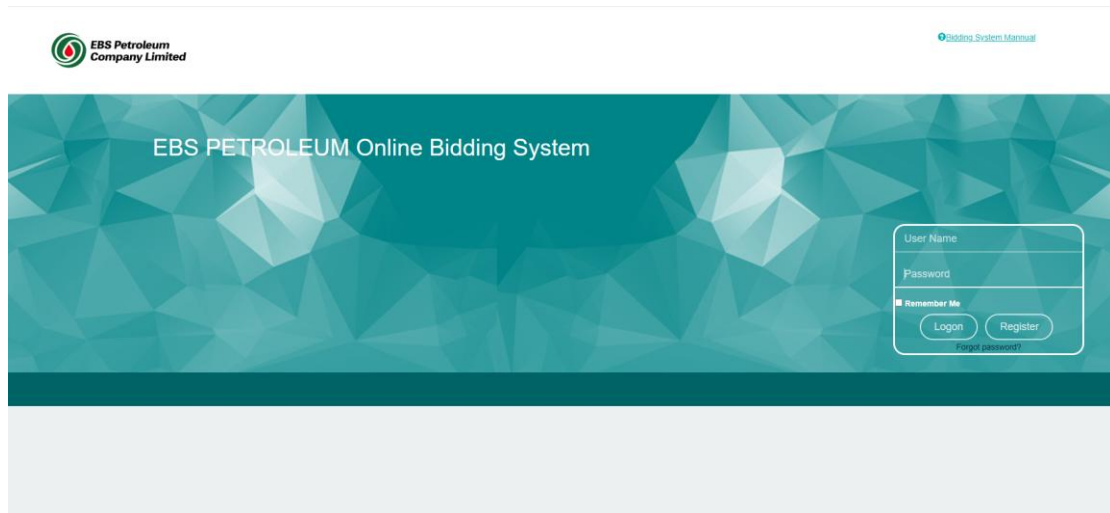 EBS Petroleum
Company Limited
Bidding System Mannual
EBS PETROLEUM Online Bidding System
User Name
Password
Remember Me
Logon
Register
Forgot password?